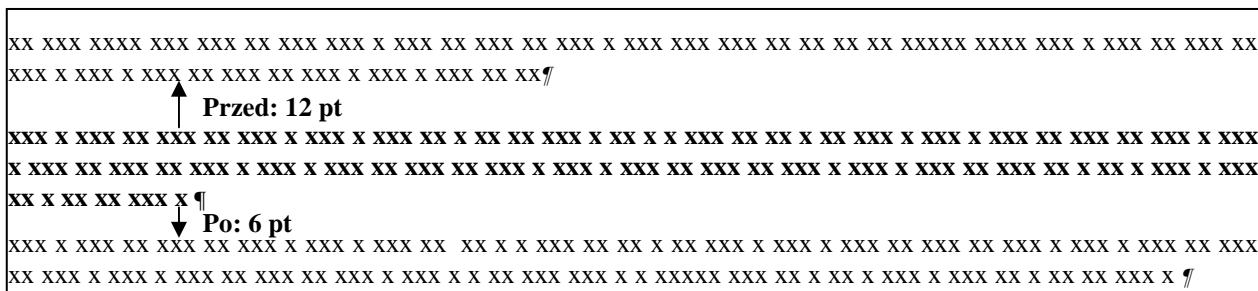 xx xxx xxxx xxx xxx xx xxx xxx x xxx xx xxx xx xxx x xxx xxx xxx xx xx xx xx xxxxx xxxx xxx x xxx xx xxx xx
xxx x xxx x xxx xx xxx xx xxx x xxx x xxx xx xx¶
Przed: 12 pt
xxx x xxx xx xxx xx xxx x xxx x xxx xx x xx xx xxx x xx x x xxx xx xx x xx xxx x xxx x xxx xx xxx xx xxx x xxx
x xxx xx xxx xx xxx x xxx x xxx xx xxx xx xxx x xxx x xxx xx xxx xx xxx x xxx x xxx xx xxx xx x xx x xxx x xxx
xx x xx xx xxx x ¶
Po: 6 pt
xxx x xxx xx xxx xx xxx x xxx x xxx xx xx x x xxx xx xx x xx xxx x xxx x xxx xx xxx xx xxx x xxx x xxx xx xxx
xx xxx x xxx x xxx xx xxx xx xxx x xxx x x xx xxx xxx x x xxxxx xxx xx x xx x xxx x xxx xx x xx xx xxx x ¶